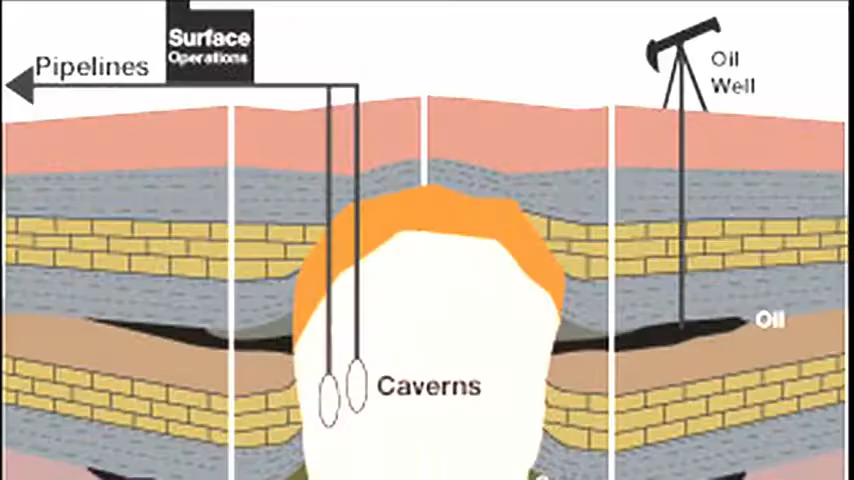 Surface
Operations
Pipelines
Oil
Well
Oil
Caverns